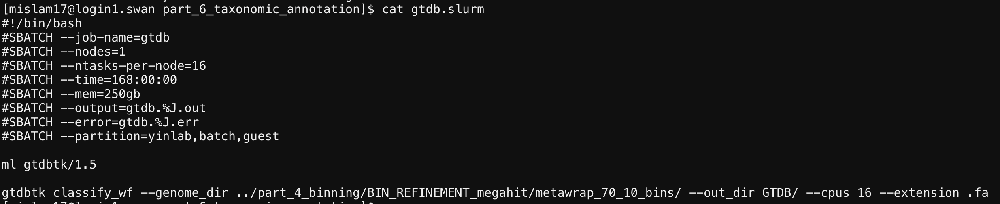 [mislam17@login1.swan part_6_taxonomic_annotation]$ cat gtdb.slurm
#!/bin/bash
#SBATCH --job-name=gtdb
#SBATCH --nodes=1
#SBATCH --ntasks-per-node=16
#SBATCH --time=168:00:00
#SBATCH --mem=250gb
#SBATCH --output=gtdb.%J.out
#SBATCH --error=gtdb.%J.err
#SBATCH --partition=yinlab,batch,guest
ml gtdbtk/1.5
gtdbtk classify_wf --genome_dir ../part_4_binning/BIN_REFINEMENT_megahit/metawrap_70_10_bins/ --out_dir GTDB/ --cpus 16 --extension .fa